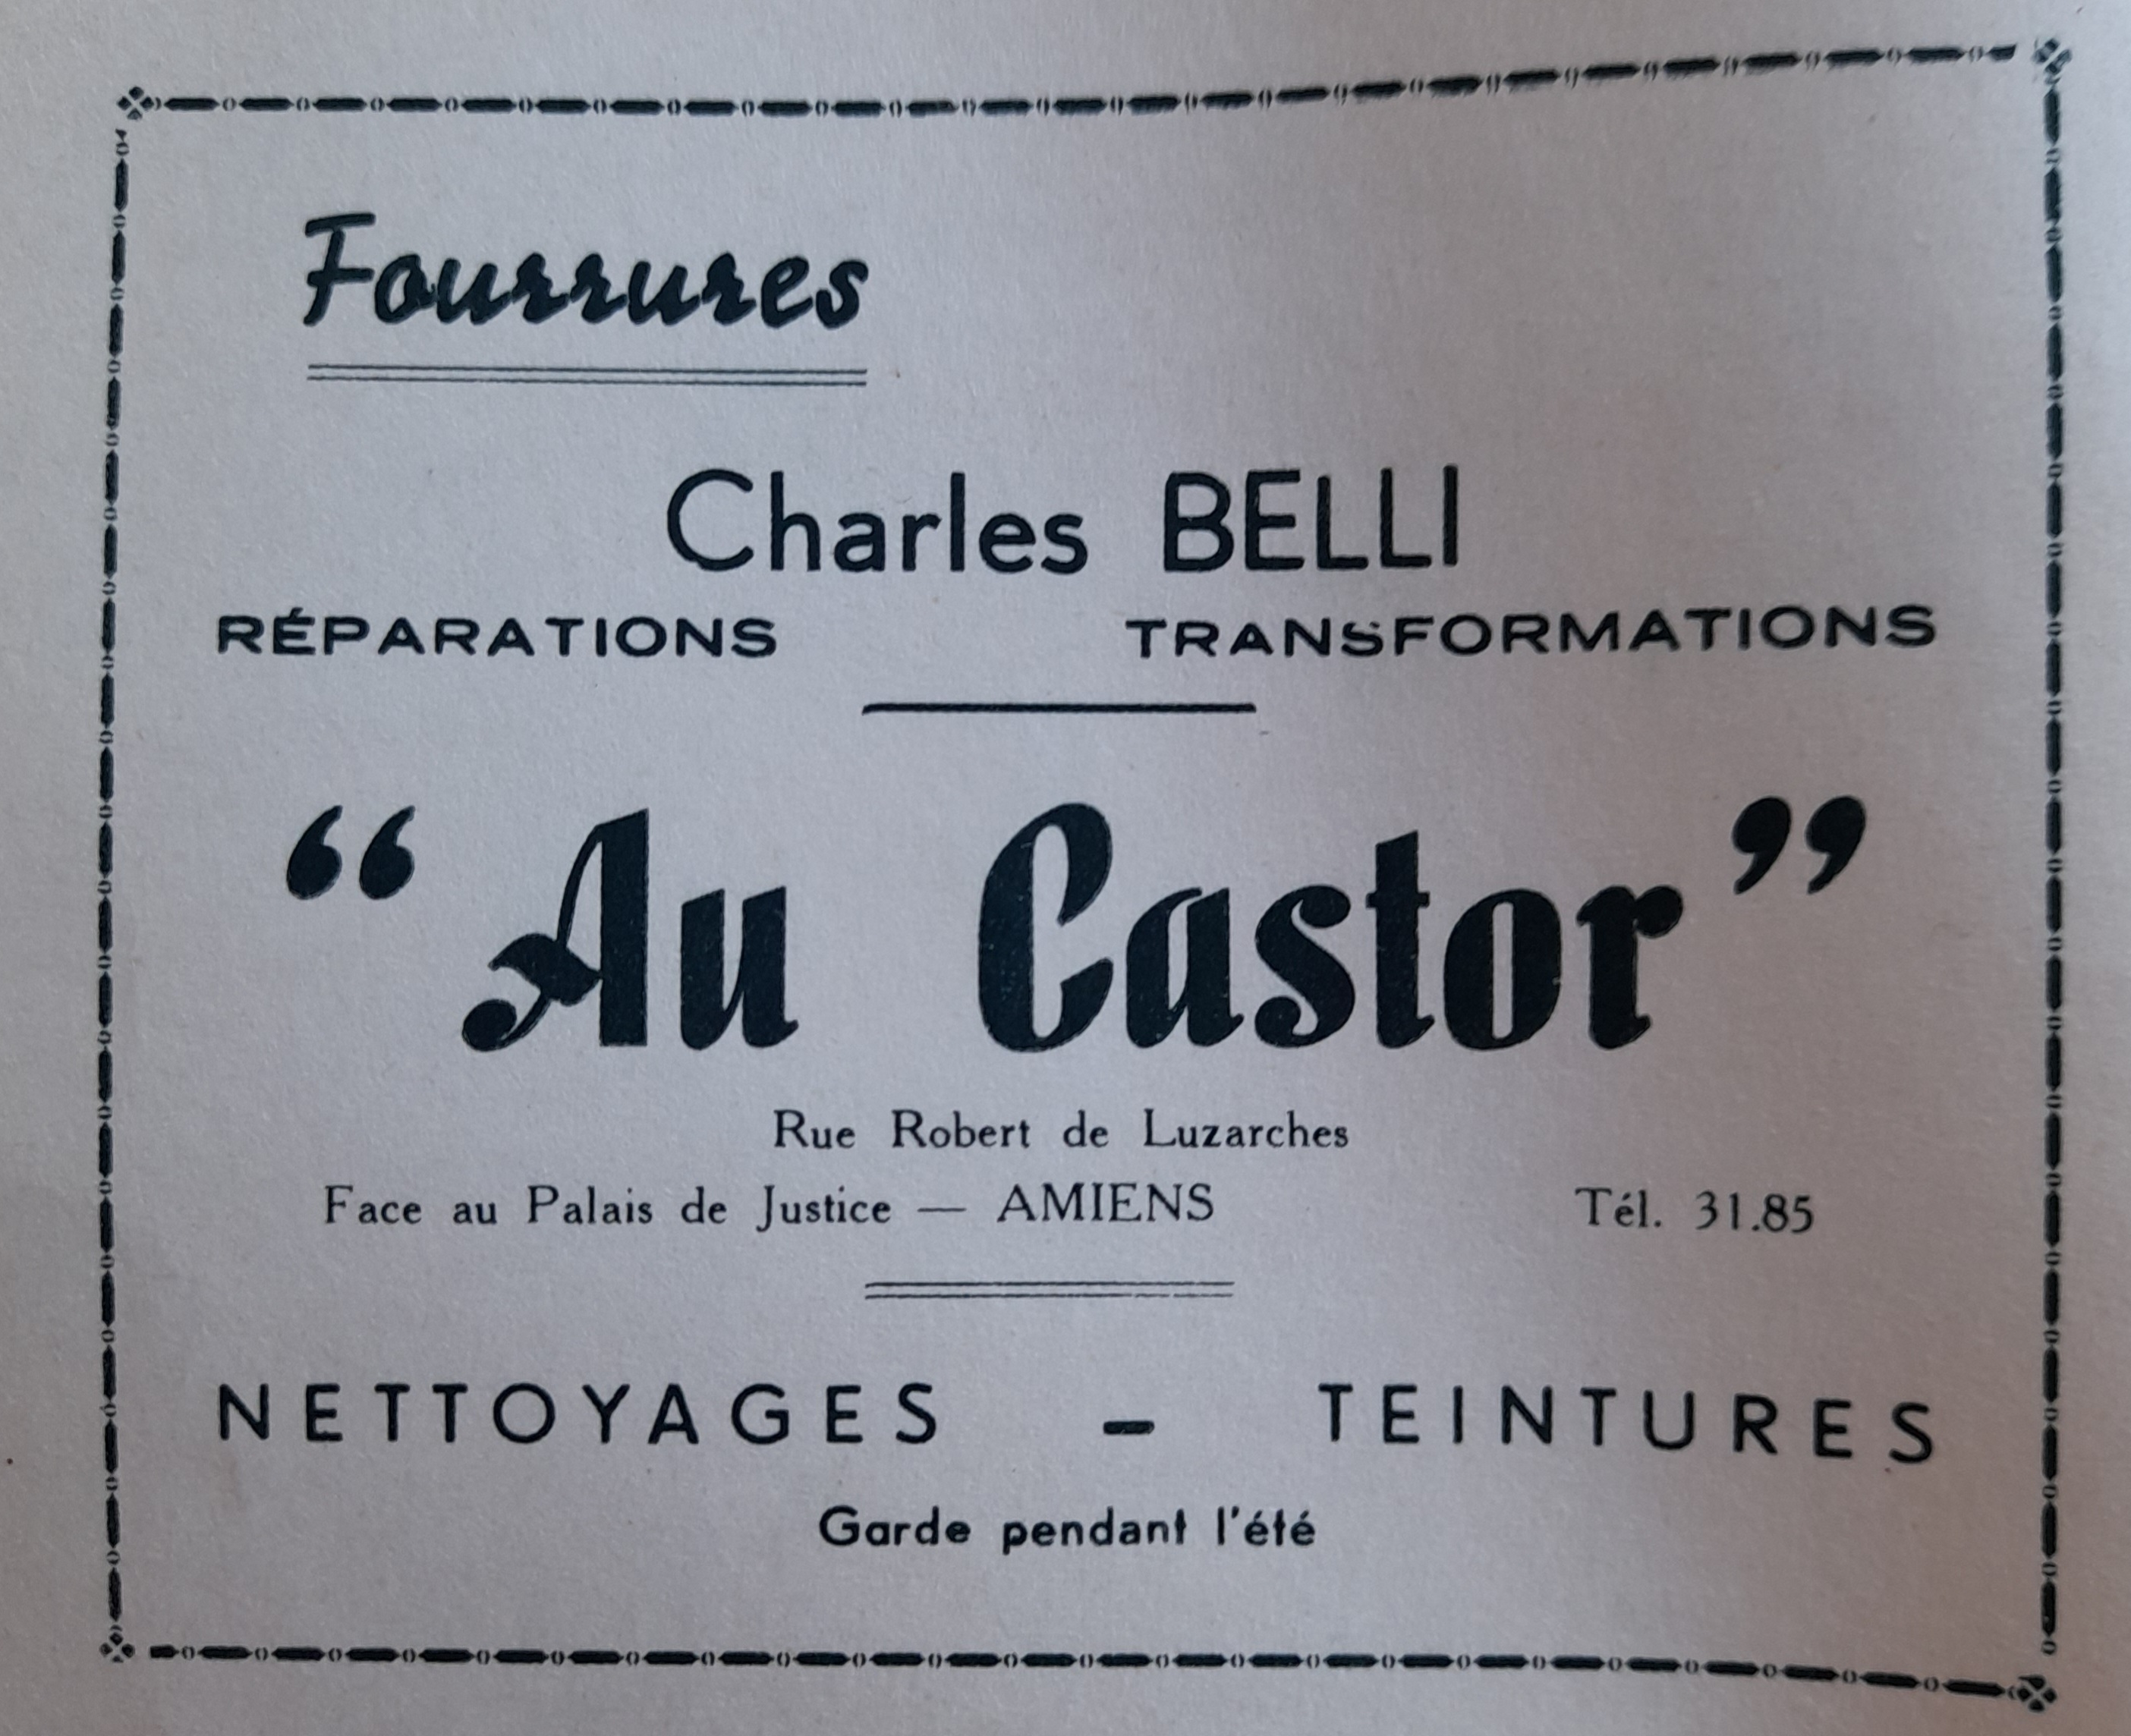 Fourrures
Charles BELLI
RÉPARATIONS TRANSFORMATIONS
“Au Castor”
Rue Robert de Luzarches
Face au Palais de Justice — AMIENS Tél. 31.85
NETTOYAGES - TEINTURES
Garde pendant l'été